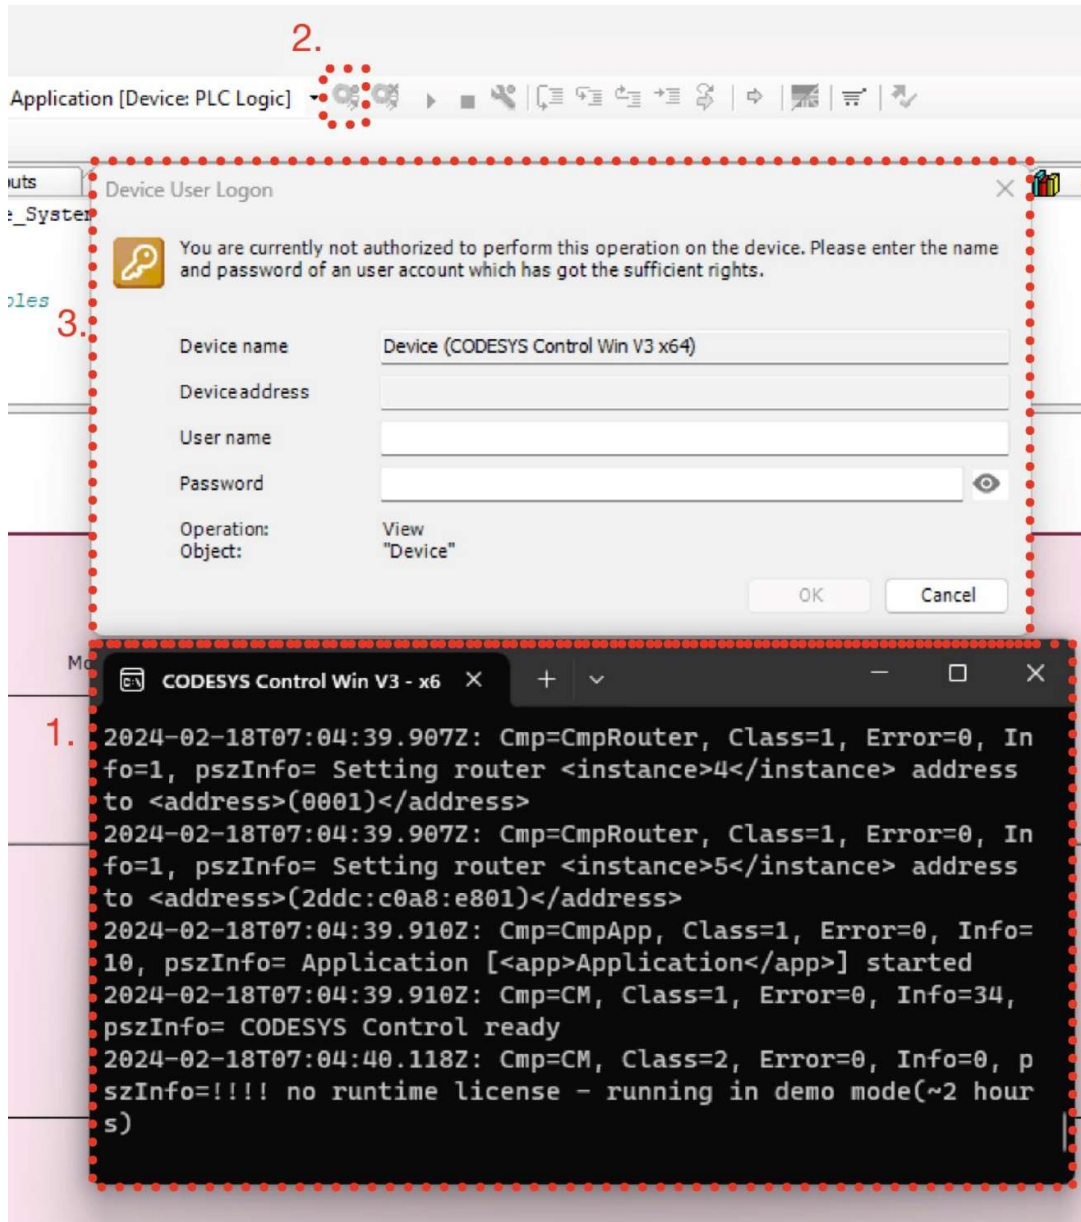 2.
Application [Device: PLC Logic]
outs
Device User Logon
e_System
You are currently not authorized to perform this operation on the device. Please enter the name
and password of an user account which has got the sufficient rights.
3.
Device name
Device (CODESYS Control Win V3 x64)
Device address
User name
Password
Operation:
View
Object:
"Device"
OK
Cancel
Mo
CODESYS Control Win V3 - x6
1.
2024-02-18T07:04:39.907Z: Cmp=CmpRouter, Class=1, Error=0, In
fo=1, pszInfo= Setting router <instance>4</instance> address
to <address>(0001)</address>
2024-02-18T07:04:39.907Z: Cmp=CmpRouter, Class=1, Error=0, In
fo=1, pszInfo= Setting router <instance>5</instance> address
to <address>(2ddc:c0a8:e801)</address>
2024-02-18T07:04:39.910Z: Cmp=CmpApp, Class=1, Error=0, Info=
10, pszInfo= Application [<app>Application</app>] started
2024-02-18T07:04:39.910Z: Cmp=CM, Class=1, Error=0, Info=34,
pszInfo= CODESYS Control ready
2024-02-18T07:04:40.118Z: Cmp=CM, Class=2, Error=0, Info=0, p
szInfo=!!!! no runtime license - running in demo mode(~2 hour
s)